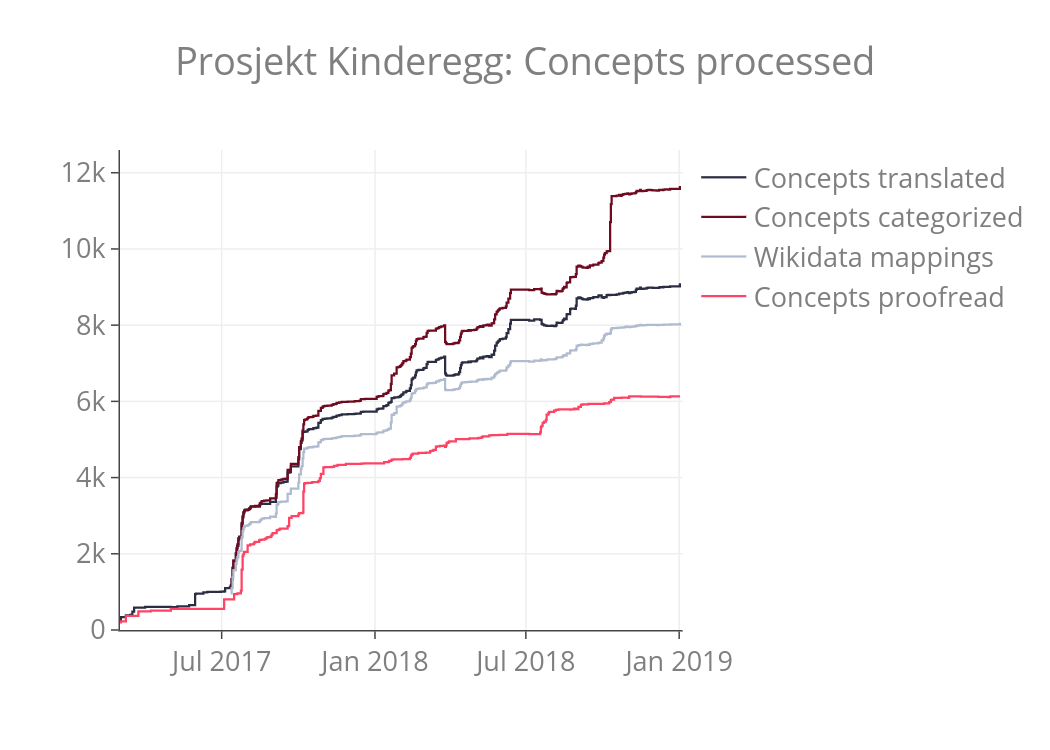 Prosjekt Kinderegg: Concepts processed
12k
10k
8k
6k
4k
2k
0
Jul 2017
Jan 2018
Jul 2018
Jan 2019
Concepts translated
Concepts categorized
Wikidata mappings
Concepts proofread